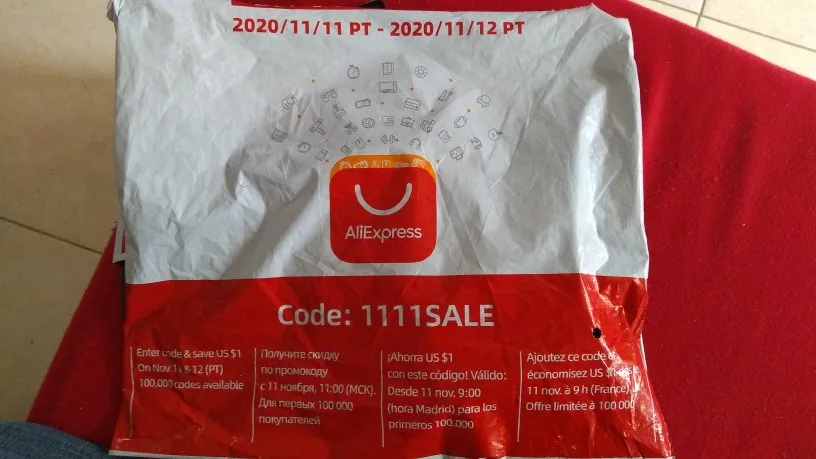 2020/11/11 PT - 2020/11/12 PT
AliExpress
Code: 1111SALE
Enter code & save US $1
On Nov 11 & 12 (PT)
100,000 codes available
Получите скидку
по промокоду
с 11 ноября, 11:00 (МСК).
Для первых 100 000
покупателей
¡Ahorra US $1
con este código! Válido:
Desde 11 nov. 9:00
(hora Madrid) para los
primeros 100.000
Ajoutez ce code
économisez US
11 nov. à 9 h (France)
Offre limitée à 100 000